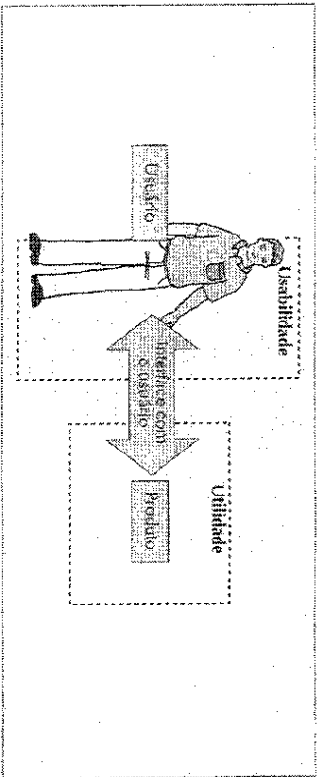 Usabilidade
Utilidade
Usuário
Interface com
o usuário
Produto